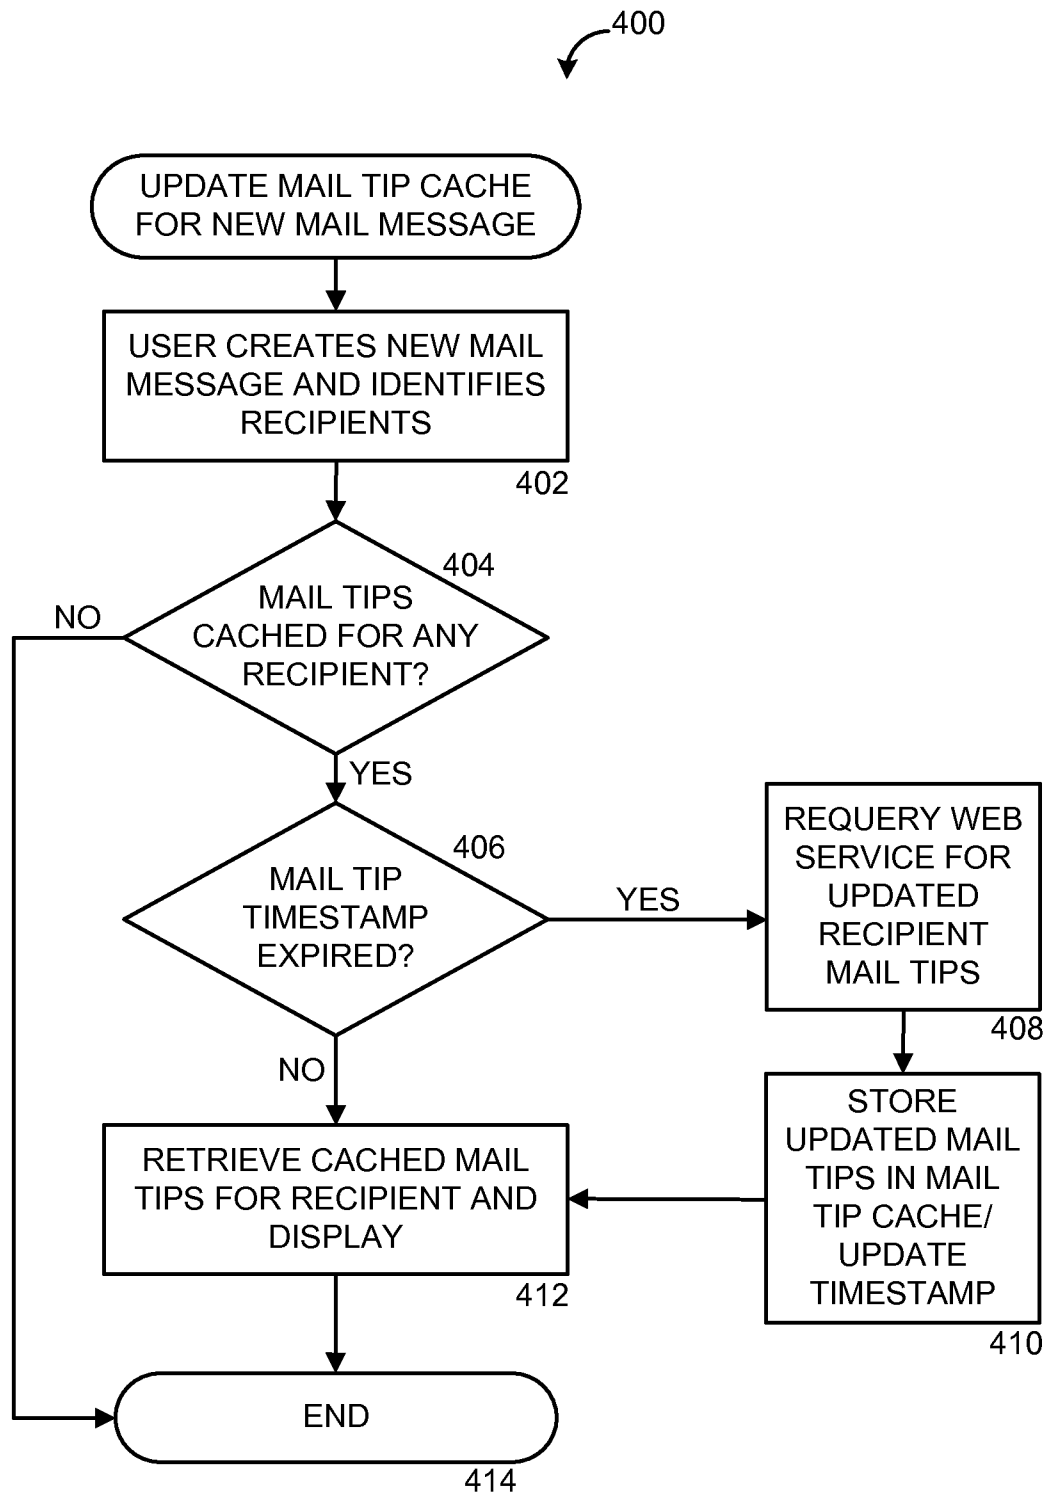 400
UPDATE MAIL TIP CACHE
FOR NEW MAIL MESSAGE
USER CREATES NEW MAIL
MESSAGE AND IDENTIFIES
RECIPIENTS
402
404
MAIL TIPS
CACHED FOR ANY
RECIPIENT?
NO
YES
406
MAIL TIP
TIMESTAMP
EXPIRED?
YES
REQUERY WEB
SERVICE FOR
UPDATED
RECIPIENT
MAIL TIPS
408
NO
STORE
UPDATED MAIL
TIPS IN MAIL
TIP CACHE/
UPDATE
TIMESTAMP
410
RETRIEVE CACHED MAIL
TIPS FOR RECIPIENT AND
DISPLAY
412
END
414